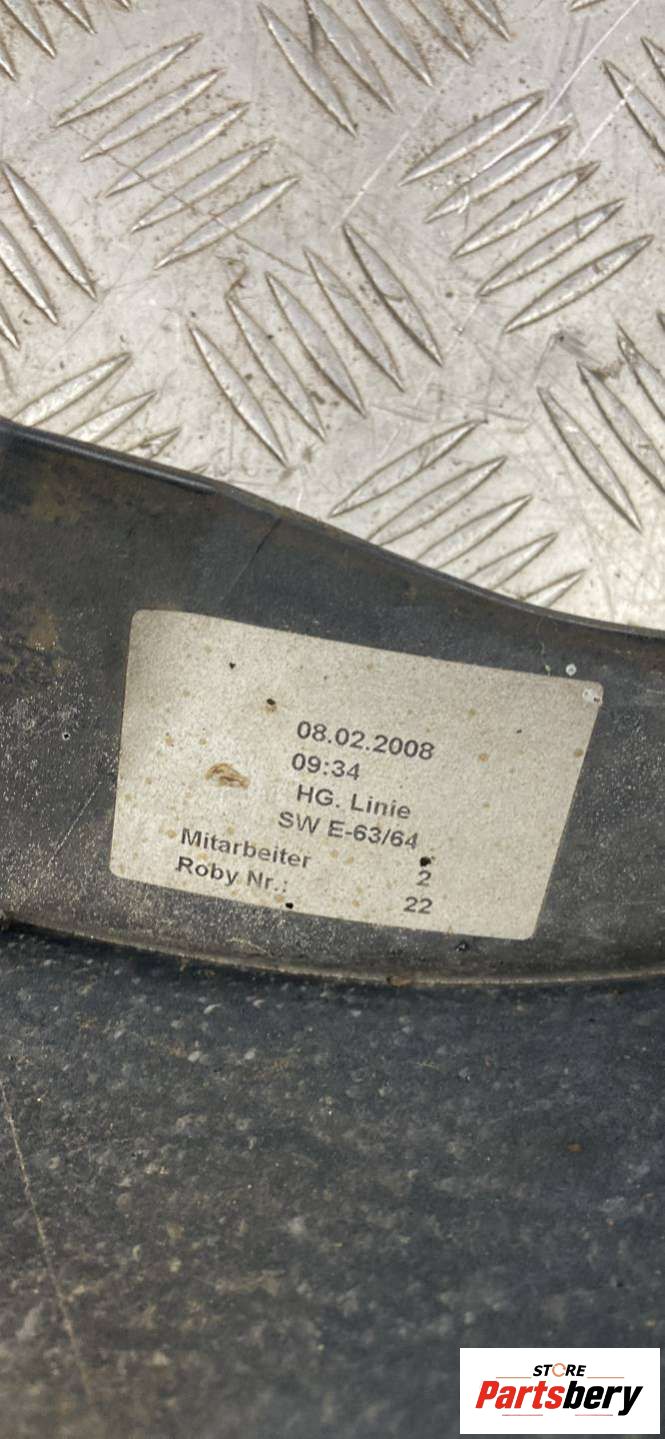 08.02.2008
09:34
HG. Linie
SW E-63/64
Mitarbeiter 2
Roby Nr.: 22
STORE
Partsbery